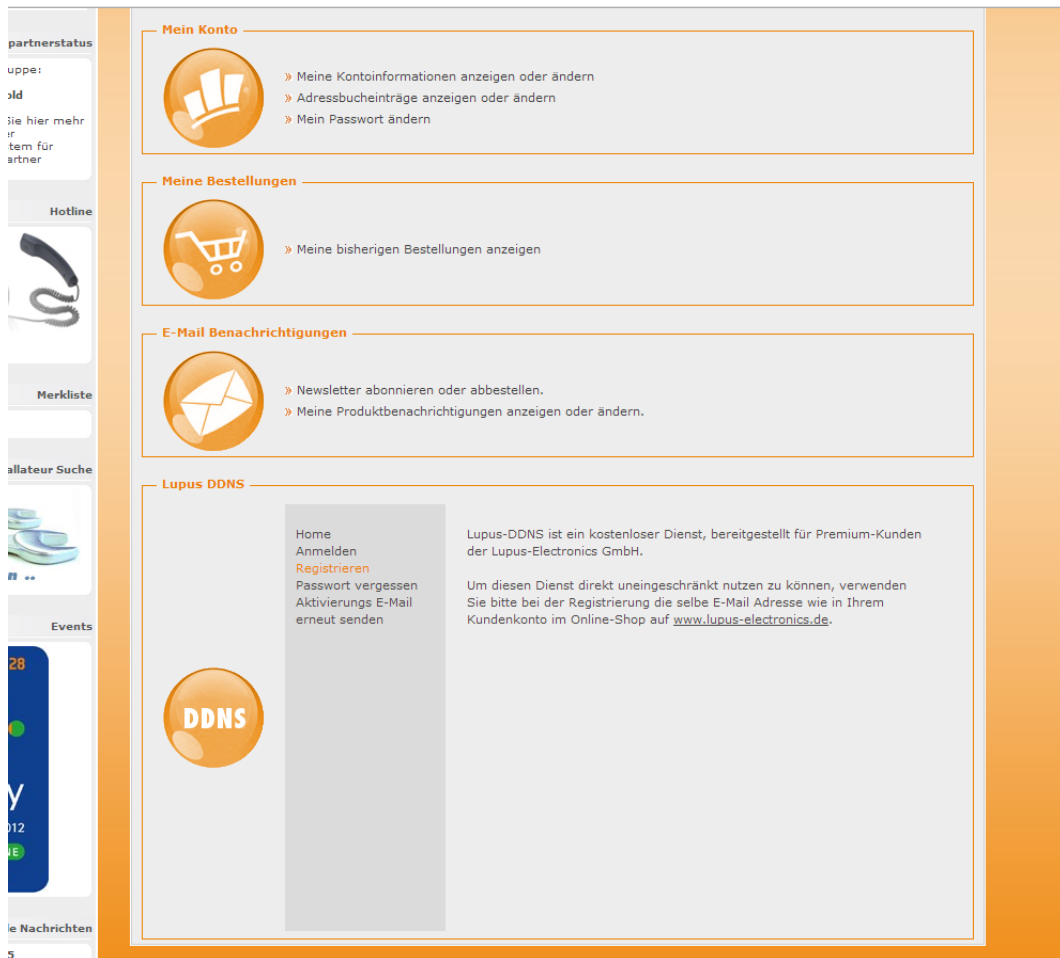 partnerstatus
uppe:
old
Sie hier mehr
er
tem für
artner
Hotline
Merkliste
allateur Suche
n ..
Events
28
y
012
NE
le Nachrichten
5
Mein Konto
» Meine Kontoinformationen anzeigen oder ändern
» Adressbucheinträge anzeigen oder ändern
» Mein Passwort ändern
Meine Bestellungen
» Meine bisherigen Bestellungen anzeigen
E-Mail Benachrichtigungen
» Newsletter abonnieren oder abbestellen.
» Meine Produktbenachrichtigungen anzeigen oder ändern.
Lupus DDNS
DDNS
Home
Anmelden
Registrieren
Passwort vergessen
Aktivierungs E-Mail
erneut senden
Lupus-DDNS ist ein kostenloser Dienst, bereitgestellt für Premium-Kunden
der Lupus-Electronics GmbH.
Um diesen Dienst direkt uneingeschränkt nutzen zu können, verwenden
Sie bitte bei der Registrierung die selbe E-Mail Adresse wie in Ihrem
Kundenkonto im Online-Shop auf www.lupus-electronics.de.